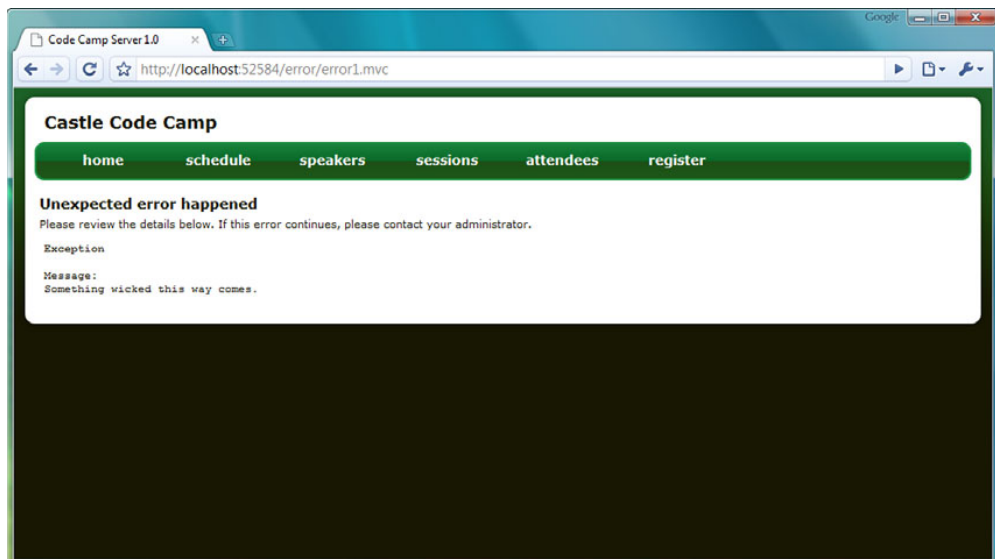 Google
Code Camp Server 1.0
http://localhost:52584/error/error1.mvc
Castle Code Camp
home schedule speakers sessions attendees register
Unexpected error happened
Please review the details below. If this error continues, please contact your administrator.
Exception
Message:
Something wicked this way comes.